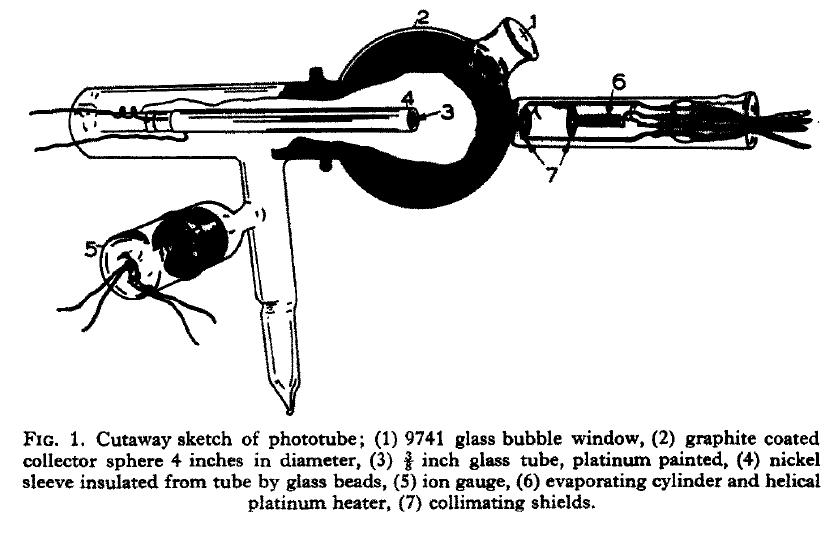 2
1
6
4
3
7
5
FIG. 1. Cutaway sketch of phototube; (1) 9741 glass bubble window, (2) graphite coated
collector sphere 4 inches in diameter, (3) ⅜ inch glass tube, platinum painted, (4) nickel
sleeve insulated from tube by glass beads, (5) ion gauge, (6) evaporating cylinder and helical
platinum heater, (7) collimating shields.